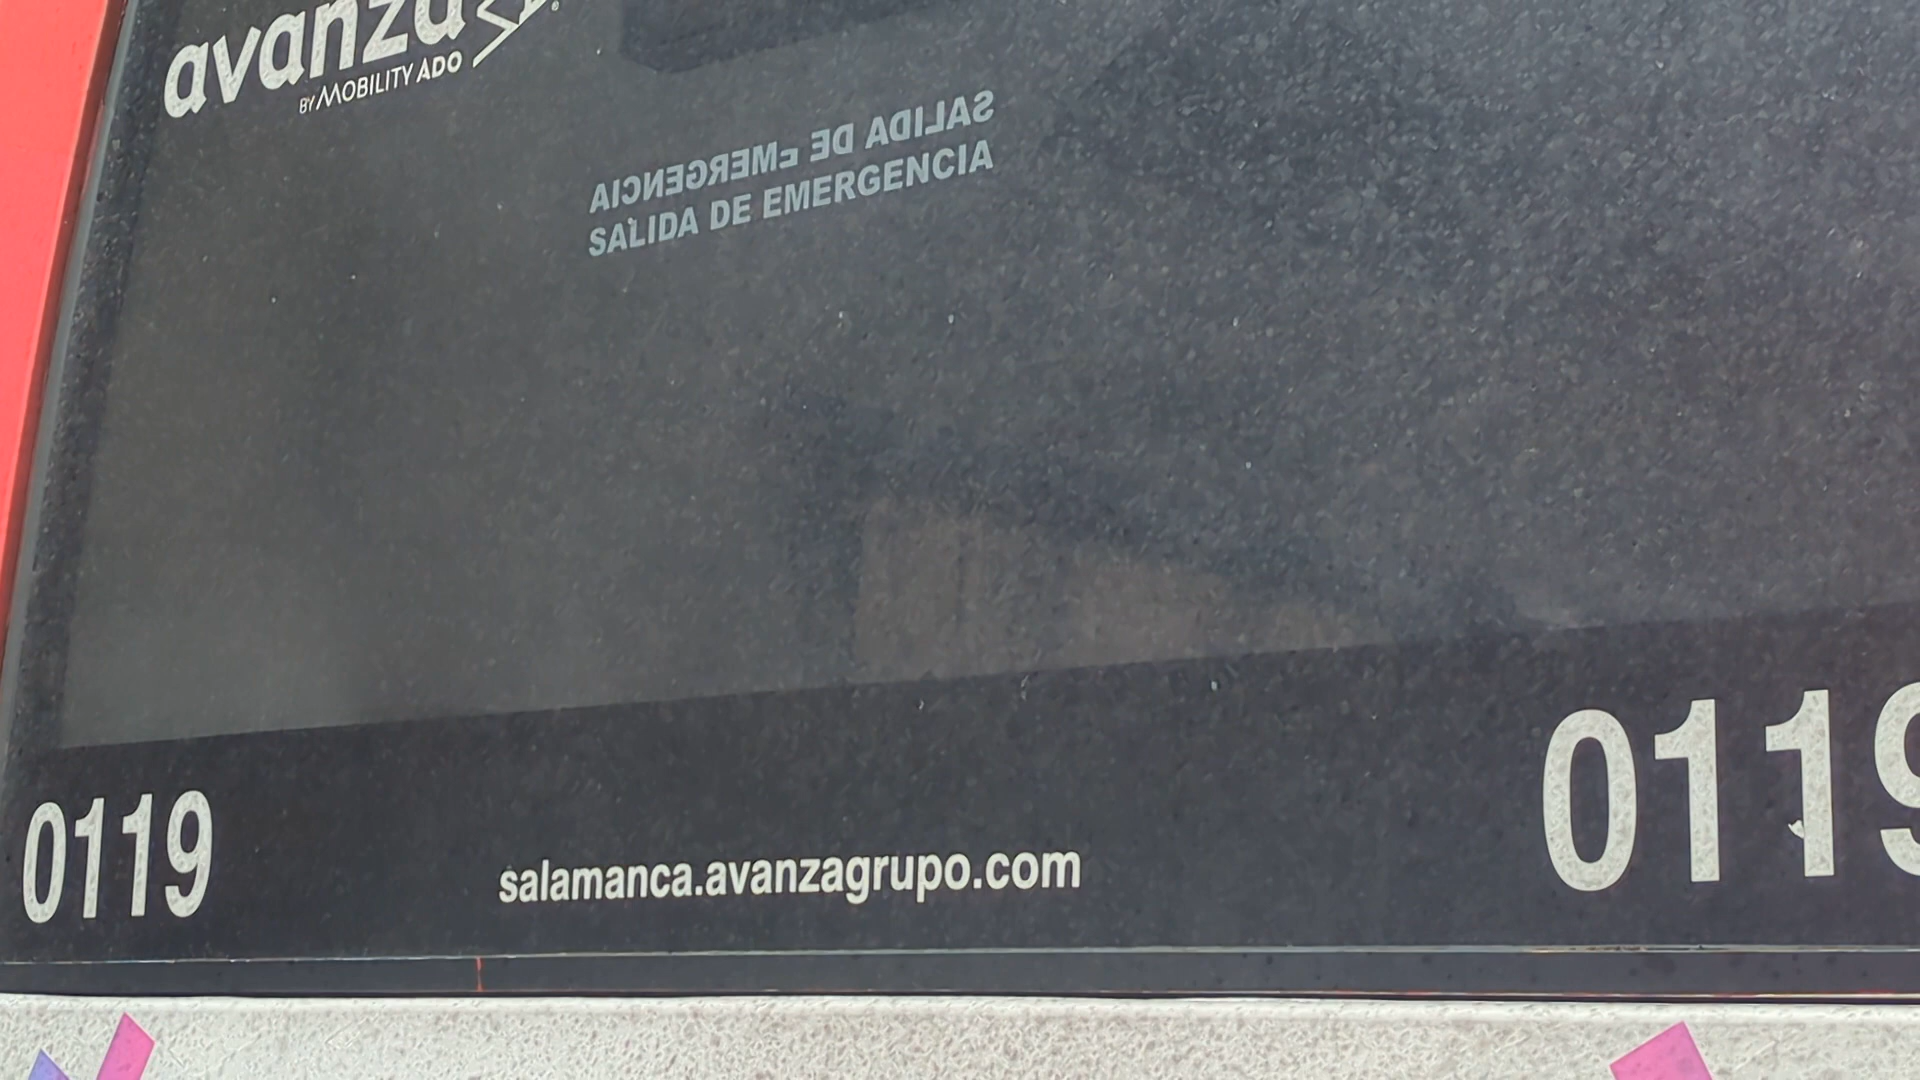 avanza
BY MOBILITY ADO
SALIDA DE EMERGENCIA
SALIDA DE EMERGENCIA
0119
salamanca.avanzagrupo.com
0119